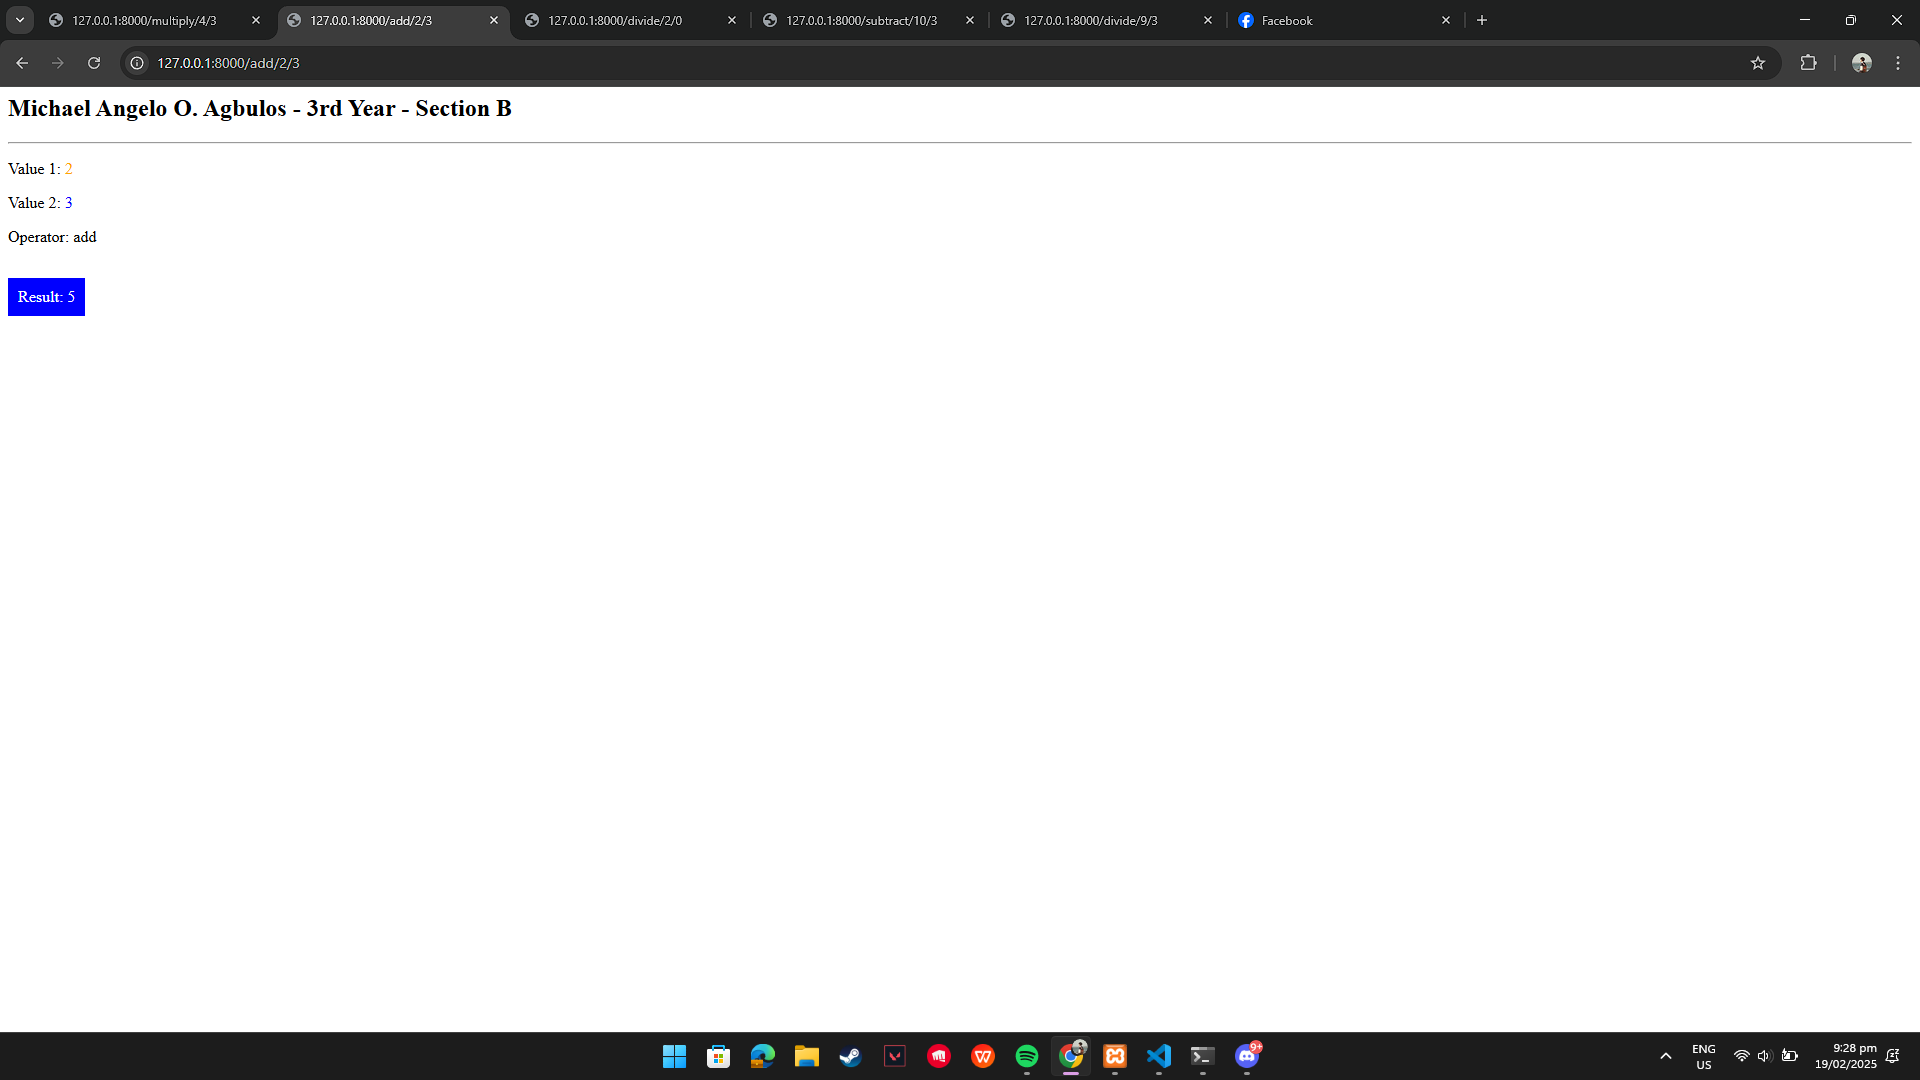 127.0.0.1:8000/multiply/4/3
127.0.0.1:8000/add/2/3
127.0.0.1:8000/divide/2/0
127.0.0.1:8000/subtract/10/3
127.0.0.1:8000/divide/9/3
Facebook
127.0.0.1:8000/add/2/3
Michael Angelo O. Agbulos - 3rd Year - Section B
Value 1: 2
Value 2: 3
Operator: add
Result: 5
9+
ENG
US
9:28 pm
19/02/2025